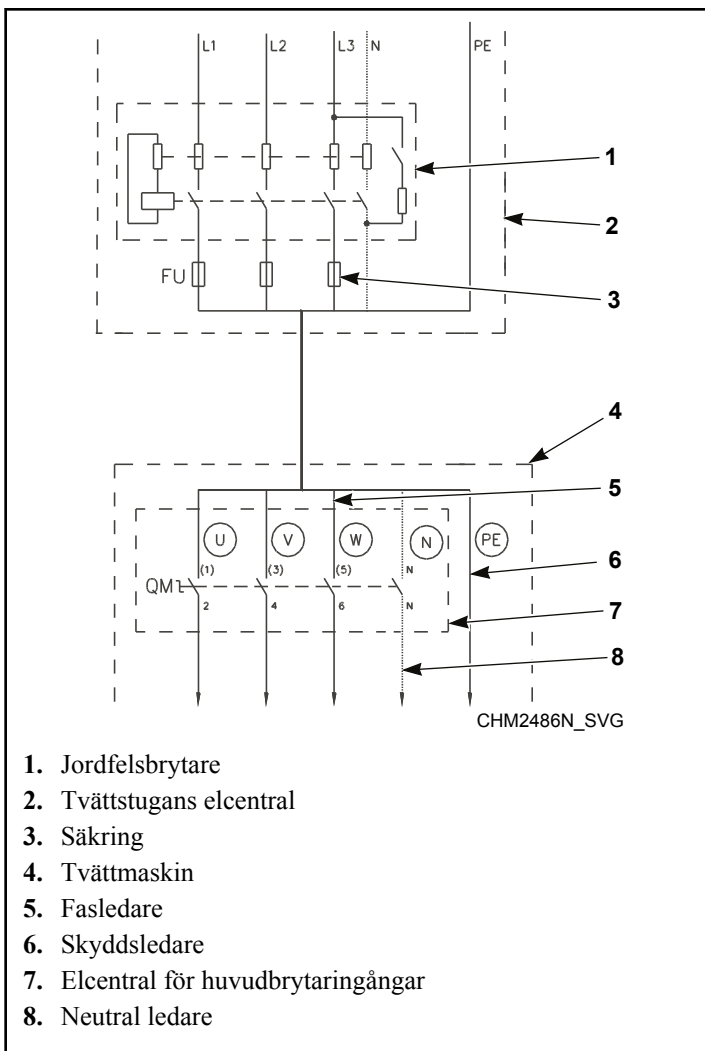 L1 L2 L3 N PE
1
2
FU
3
4
5
U V W N PE
(1) (3) (5) N
QM
6
2 4 6 N
7
8
CHM2486N_SVG
1. Jordfelsbrytare
2. Tvättstugans elcentral
3. Säkring
4. Tvättmaskin
5. Fasledare
6. Skyddsledare
7. Elcentral för huvudbrytaringångar
8. Neutral ledare